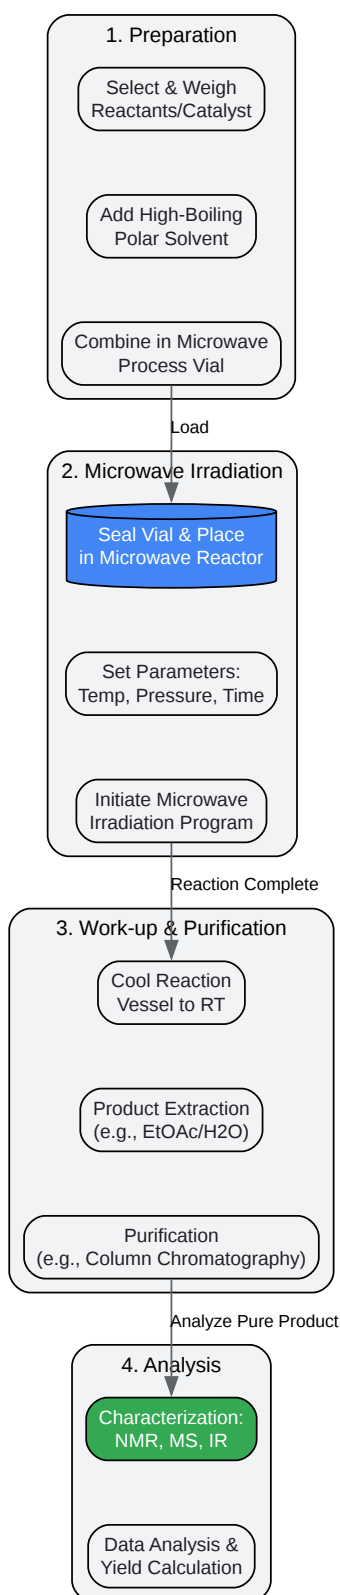 1. Preparation
Select & Weigh
Reactants/Catalyst
Add High-Boiling
Polar Solvent
Combine in Microwave
Process Vial
Load
2. Microwave Irradiation
Seal Vial & Place
in Microwave Reactor
Set Parameters:
Temp, Pressure, Time
Initiate Microwave
Irradiation Program
Reaction Complete
3. Work-up & Purification
Cool Reaction
Vessel to RT
Product Extraction
(e.g., EtOAc/H2O)
Purification
(e.g., Column Chromatography)
Analyze Pure Product
4. Analysis
Characterization:
NMR, MS, IR
Data Analysis &
Yield Calculation